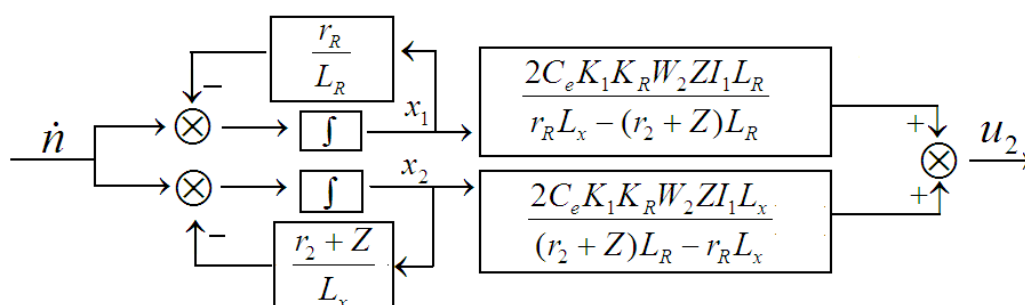 r_R
L_R
−
ṅ
∫
x_1
2C_e K_1 K_R W_2 Z I_1 L_R
r_R L_x − (r_2 + Z)L_R
+
u_2
∫
x_2
−
r_2 + Z
L_x
2C_e K_1 K_R W_2 Z I_1 L_x
(r_2 + Z)L_R − r_R L_x
+